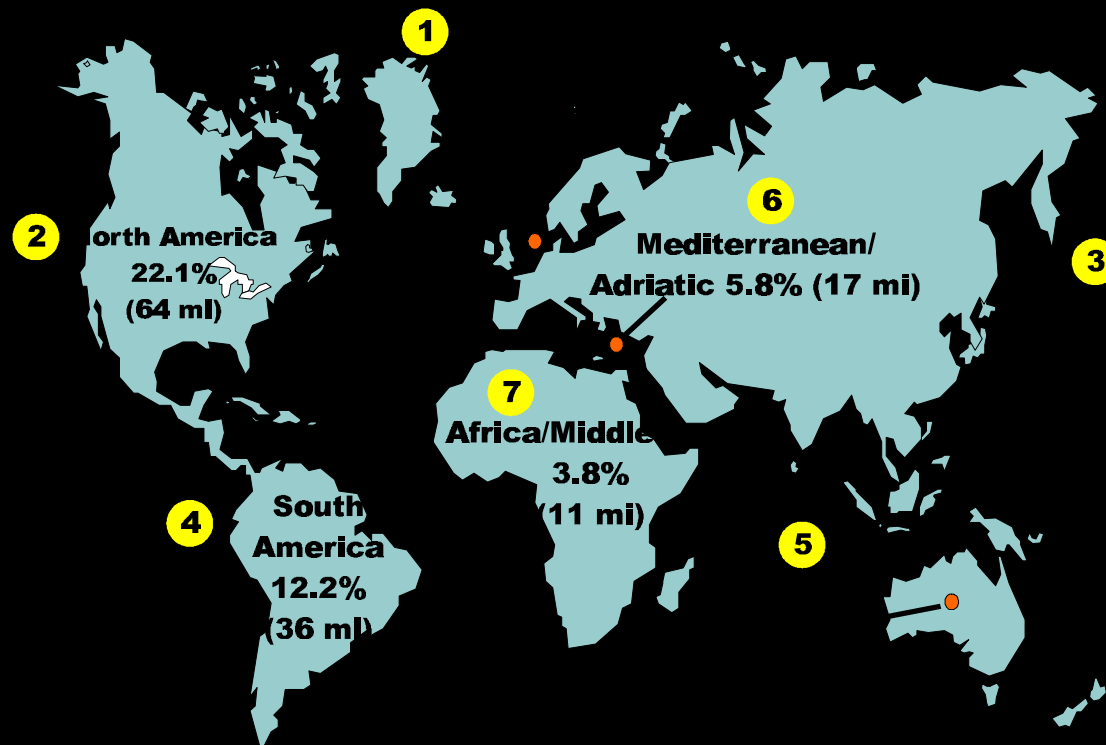 1
2
North America
22.1%
(64 ml)
6
Mediterranean/
Adriatic 5.8% (17 mi)
3
7
Africa/Middle
3.8%
(11 mi)
4
South
America
12.2%
(36 ml)
5